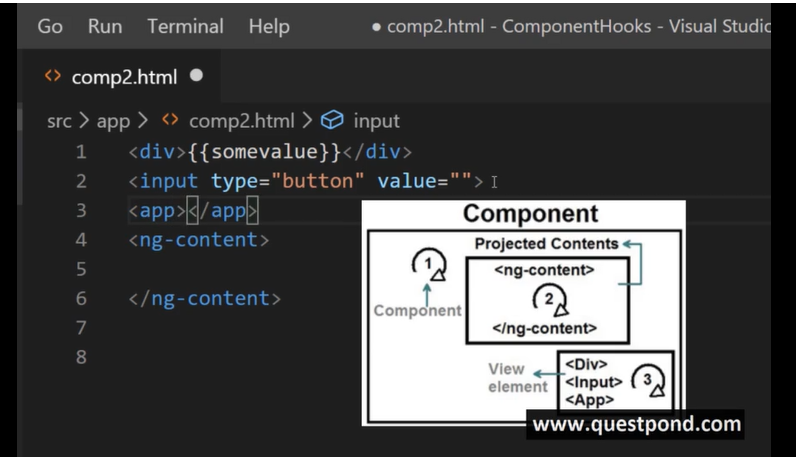 Go Run Terminal Help ● comp2.html - ComponentHooks - Visual Studio
<> comp2.html ●
src > app > <> comp2.html > input
1 <div>{{somevalue}}</div>
2 <input type="button" value="">
3 <app></app>
4 <ng-content>
5
6 </ng-content>
7
8
Component
Projected Contents
<ng-content>
1
2
Component
</ng-content>
View
element
<Div>
<Input>
<App>
3
www.questpond.com